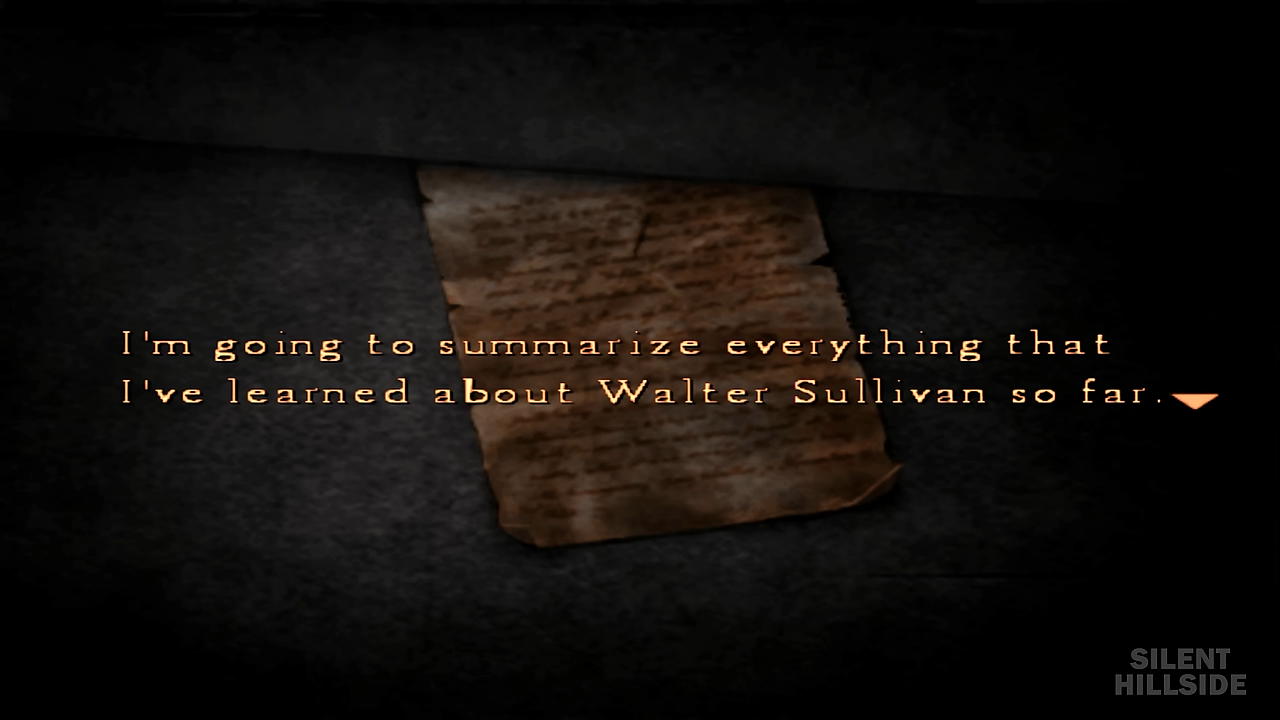 I'm going to summarize everything that
I've learned about Walter Sullivan so far.
SILENT
HILLSIDE